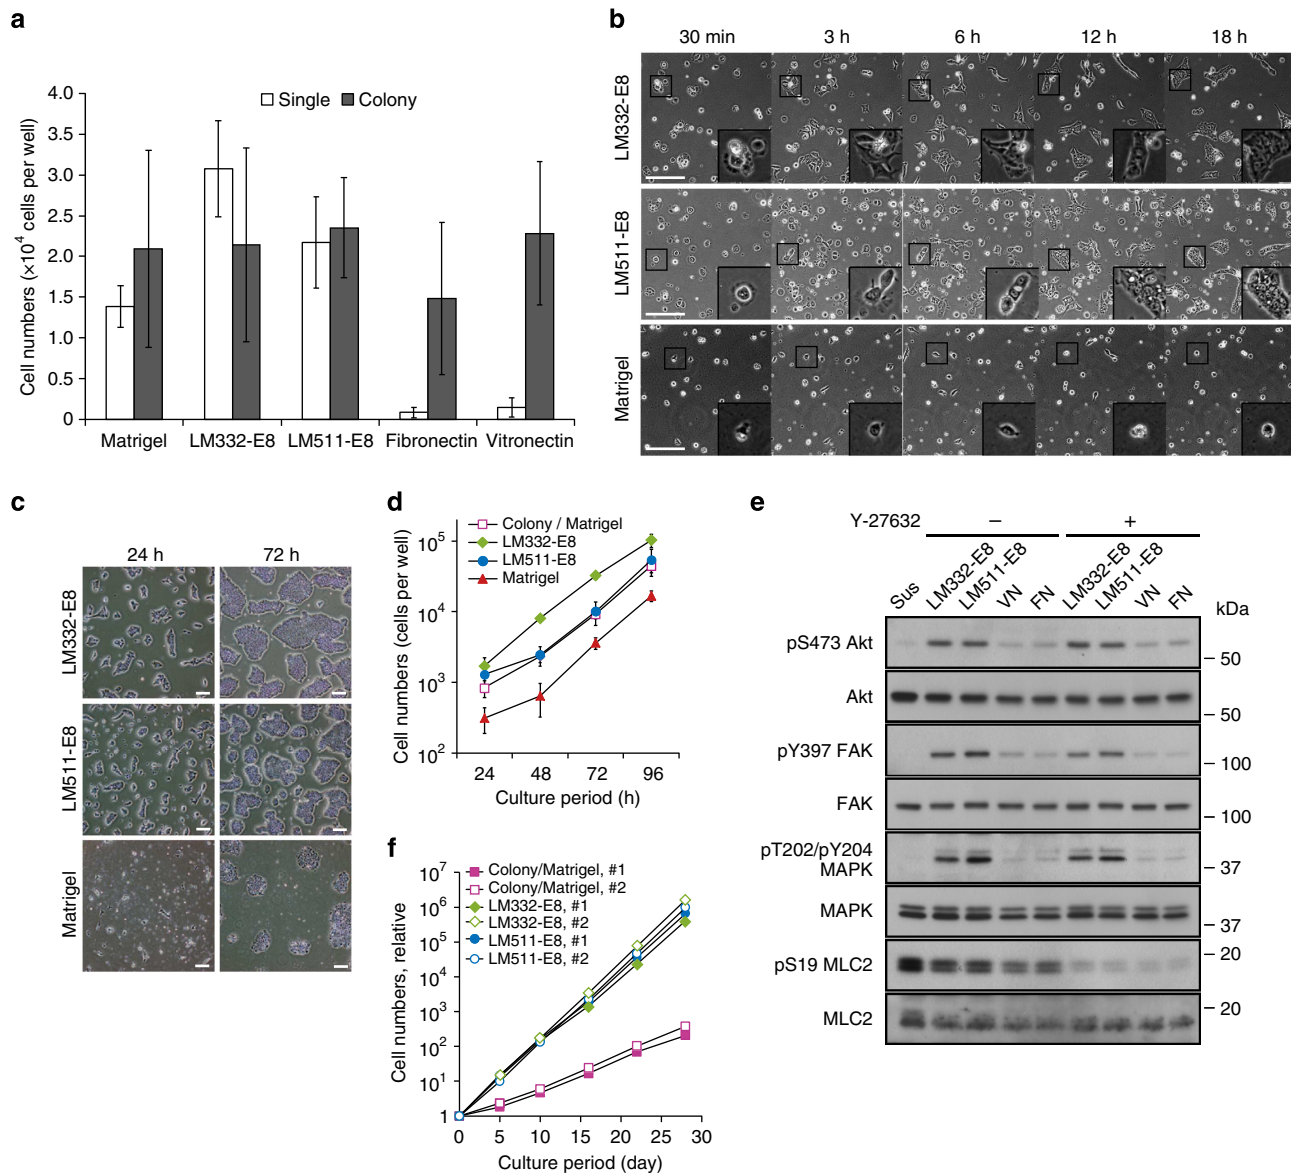 a
Single
Colony
Cell numbers (×10⁴ cells per well)
4.0
3.5
3.0
2.5
2.0
1.5
1.0
0.5
0
Matrigel
LM332-E8
LM511-E8
Fibronectin
Vitronectin
b
30 min
3 h
6 h
12 h
18 h
LM332-E8
LM511-E8
Matrigel
c
24 h
72 h
LM332-E8
LM511-E8
Matrigel
d
Colony / Matrigel
LM332-E8
LM511-E8
Matrigel
Cell numbers (cells per well)
10⁵
10⁴
10³
10²
24
48
72
96
Culture period (h)
e
Y-27632
–
+
Sus
LM332-E8
LM511-E8
VN
FN
LM332-E8
LM511-E8
VN
FN
kDa
pS473 Akt
50
Akt
50
pY397 FAK
100
FAK
100
pT202/pY204
MAPK
37
MAPK
37
pS19 MLC2
20
MLC2
20
f
Colony/Matrigel, #1
Colony/Matrigel, #2
LM332-E8, #1
LM332-E8, #2
LM511-E8, #1
LM511-E8, #2
Cell numbers, relative
10⁷
10⁶
10⁵
10⁴
10³
10²
10¹
1
0
5
10
15
20
25
30
Culture period (day)